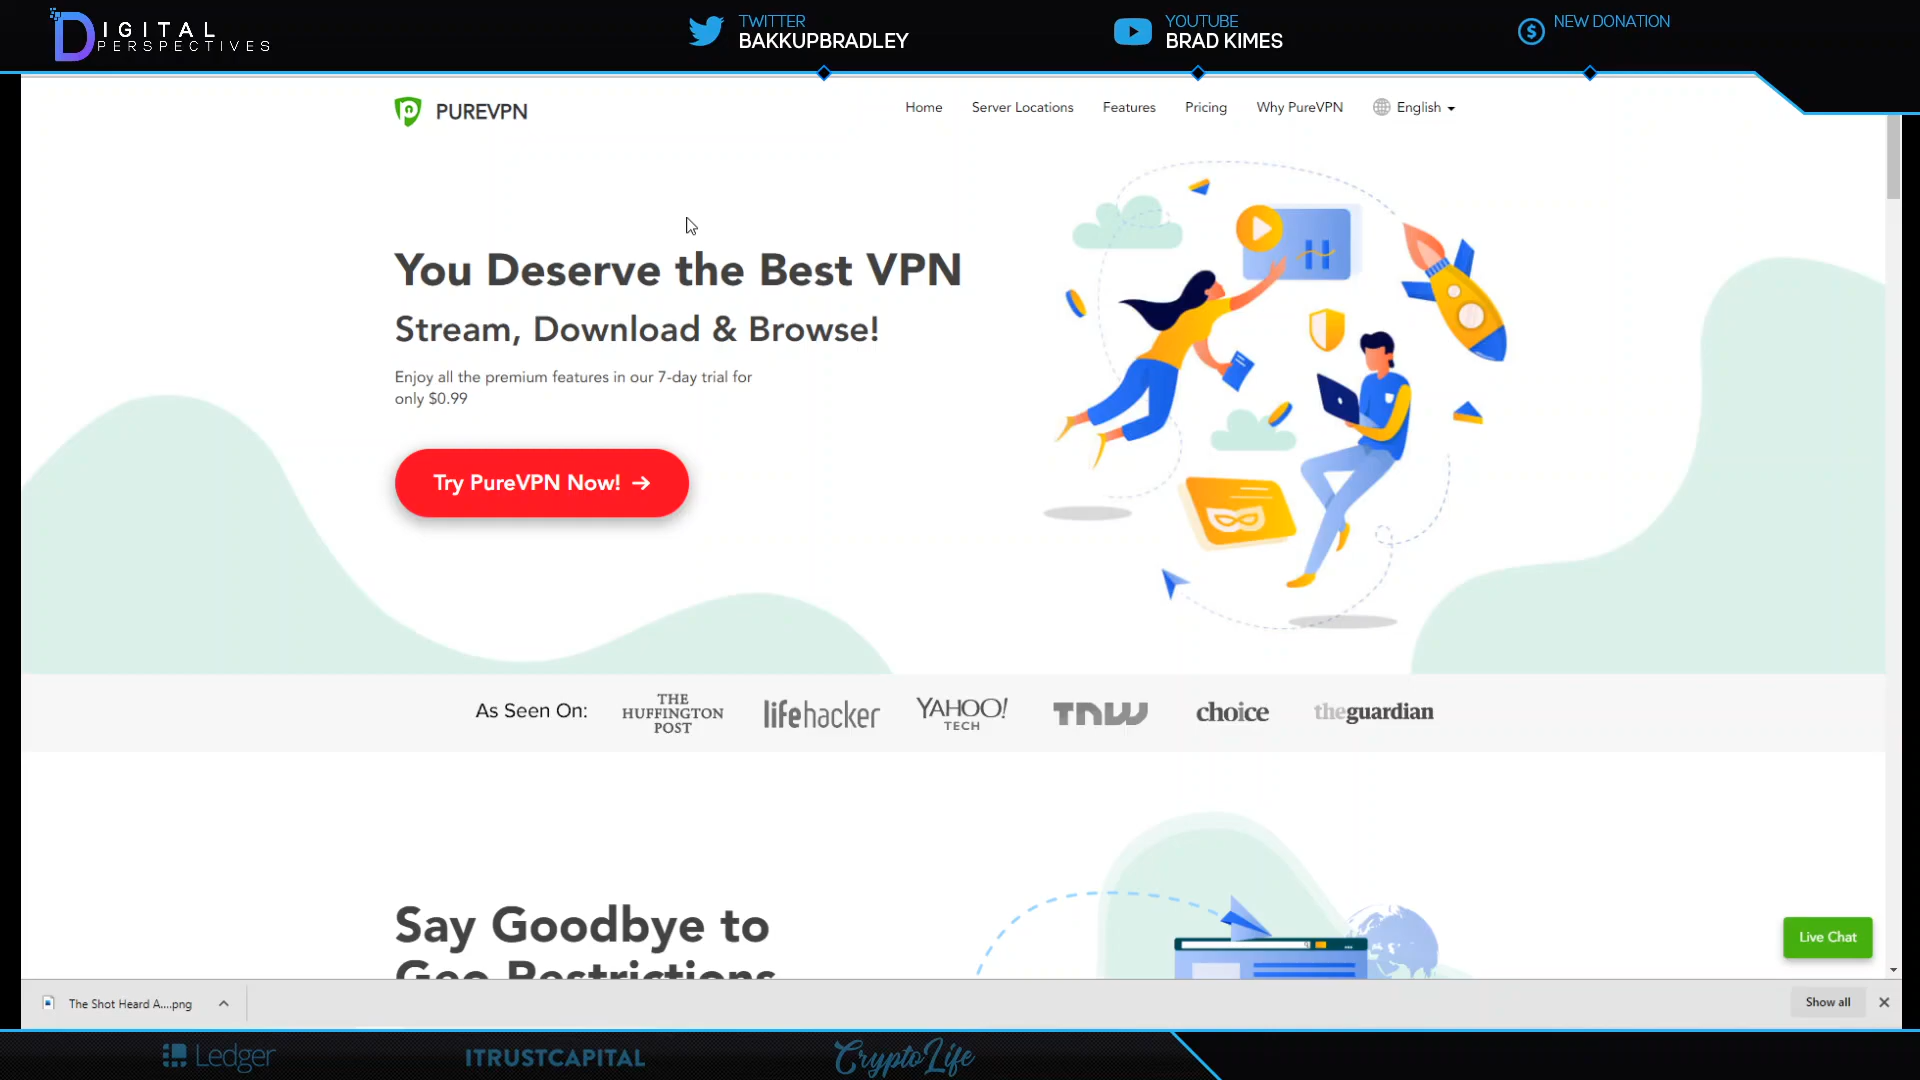 DIGITAL
PERSPECTIVES
TWITTER
BAKKUPBRADLEY
YOUTUBE
BRAD KIMES
NEW DONATION
PUREVPN
Home
Server Locations
Features
Pricing
Why PureVPN
English
You Deserve the Best VPN
Stream, Download & Browse!
Enjoy all the premium features in our 7-day trial for
only $0.99
Try PureVPN Now! →
As Seen On:
THE
HUFFINGTON
POST
lifehacker
YAHOO!
TECH
TNW
choice
theguardian
Say Goodbye to
Geo Restrictions
Live Chat
The Shot Heard A....png
Show all
Ledger
ITRUSTCAPITAL
CryptoLife